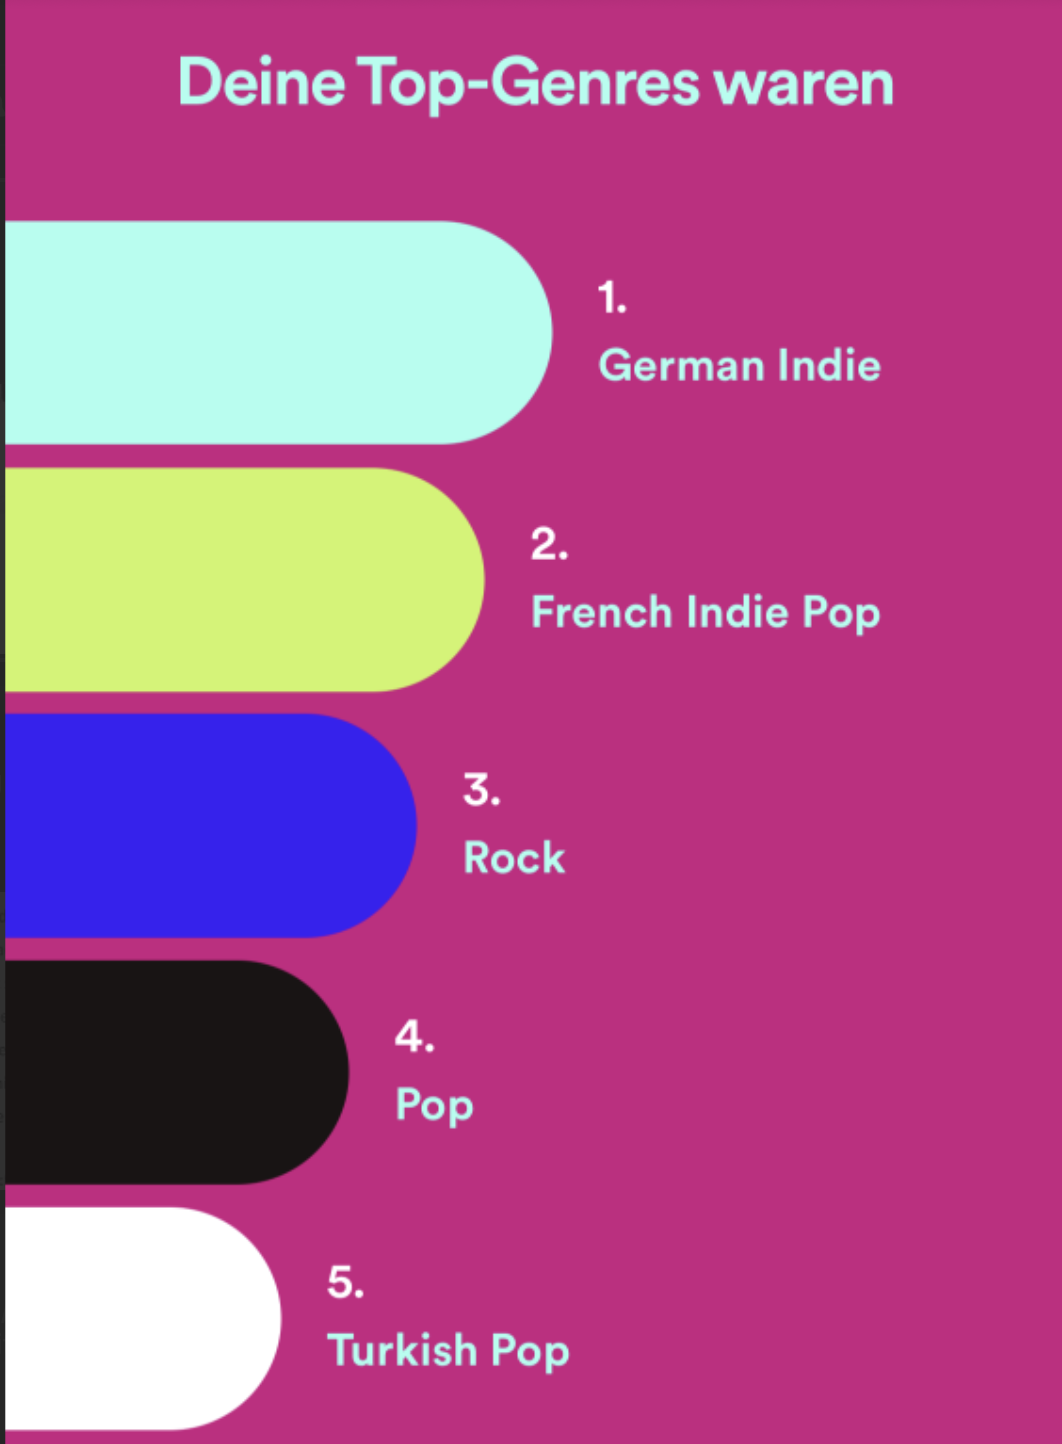 Deine Top-Genres waren
1.
German Indie
2.
French Indie Pop
3.
Rock
4.
Pop
5.
Turkish Pop